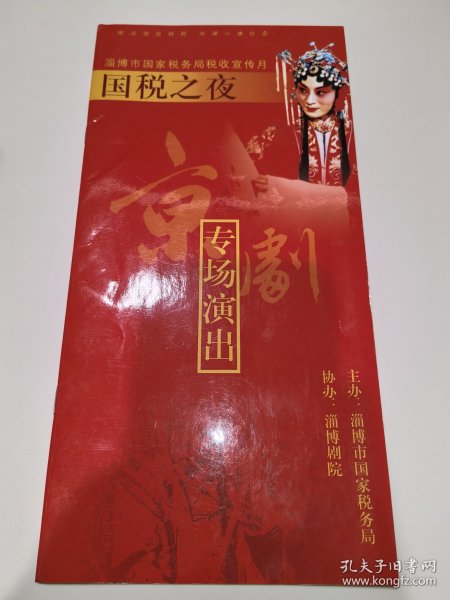 淄博市国家税务局税收宣传月
国税之夜
京
劇
专场演出
主办：淄博市国家税务局
协办：淄博剧院
孔夫子旧书网
www.kongfz.com